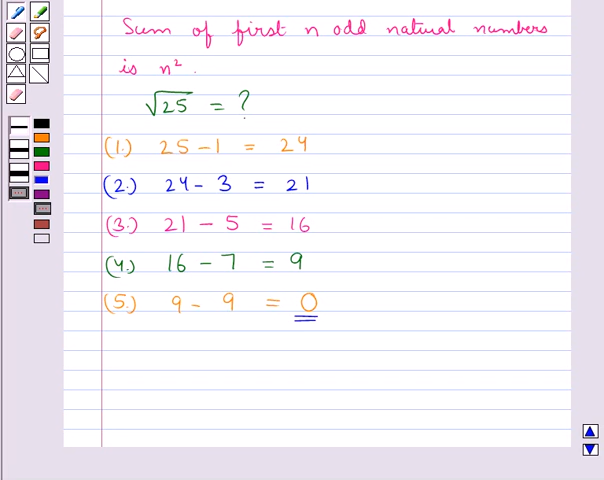 Sum of first n odd natural numbers
is n².
√25 = ?
(1.) 25 - 1 = 24
(2.) 24 - 3 = 21
(3.) 21 - 5 = 16
(4.) 16 - 7 = 9
(5.) 9 - 9 = 0